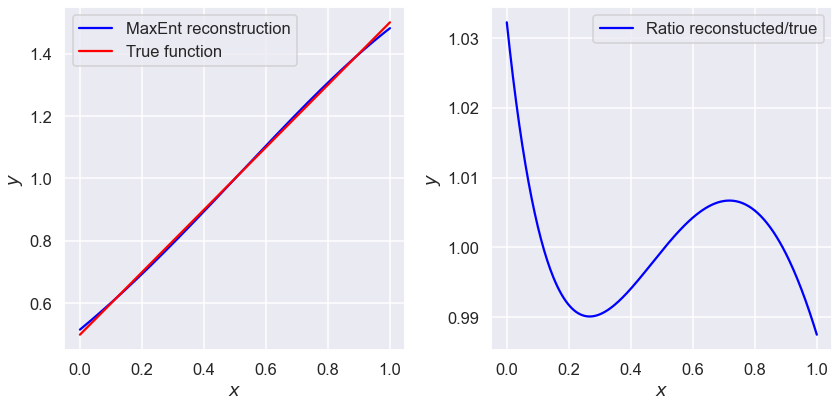 MaxEnt reconstruction
True function
1.4
1.2
1.0
0.8
0.6
y
0.0 0.2 0.4 0.6 0.8 1.0
x
Ratio reconstucted/true
1.03
1.02
1.01
1.00
0.99
y
0.0 0.2 0.4 0.6 0.8 1.0
x